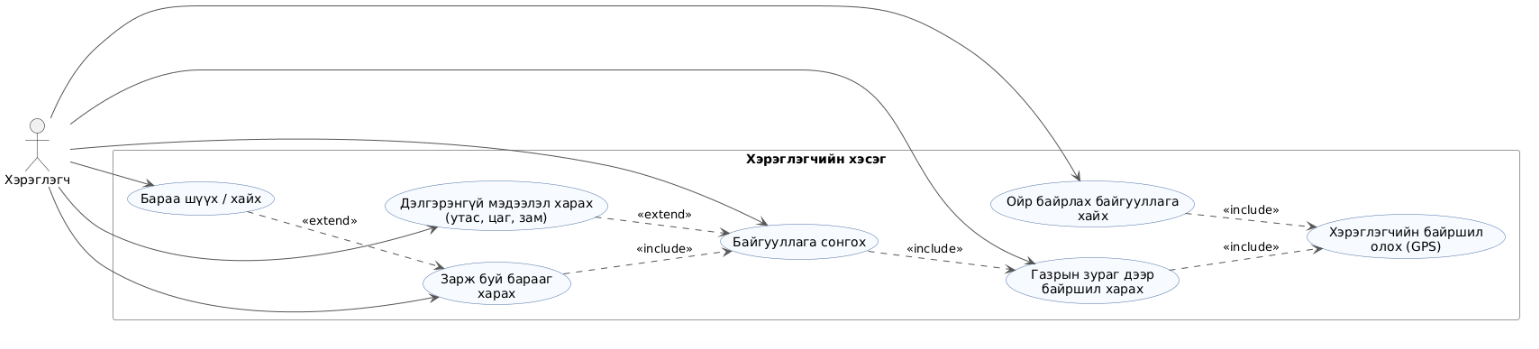 Хэрэглэгч
Хэрэглэгчийн хэсэг
Бараа шүүх / хайх
«extend»
Дэлгэрэнгүй мэдээлэл харах
(утас, цаг, зам)
«extend»
Зарж буй барааг
харах
«include»
Байгууллага сонгох
«include»
Ойр байрлах байгууллага
хайх
«include»
Газрын зураг дээр
байршил харах
«include»
Хэрэглэгчийн байршил
олох (GPS)